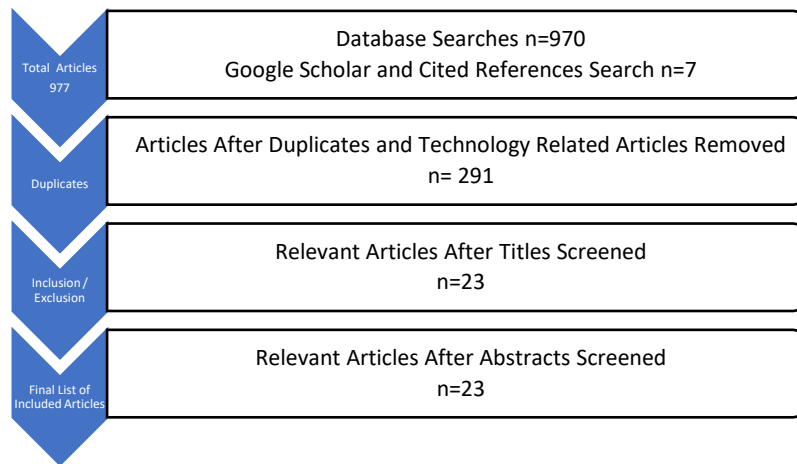 Total Articles
977
Database Searches n=970
Google Scholar and Cited References Search n=7
Duplicates
Articles After Duplicates and Technology Related Articles Removed
n= 291
Inclusion /
Exclusion
Relevant Articles After Titles Screened
n=23
Final List of
Included Articles
Relevant Articles After Abstracts Screened
n=23